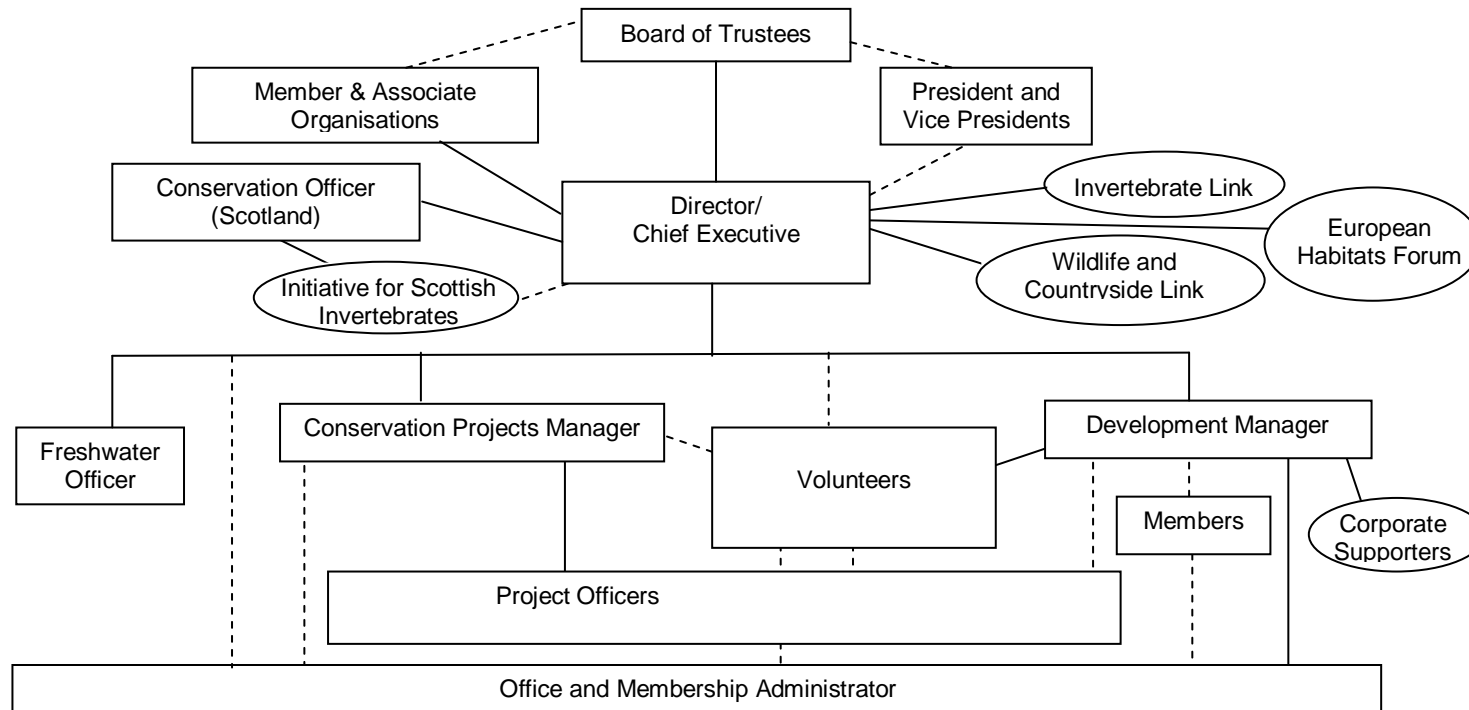 Board of Trustees
Member & Associate
Organisations
President and
Vice Presidents
Conservation Officer
(Scotland)
Director/
Chief Executive
Invertebrate Link
European
Habitats Forum
Initiative for Scottish
Invertebrates
Wildlife and
Countryside Link
Freshwater
Officer
Conservation Projects Manager
Volunteers
Development Manager
Members
Corporate
Supporters
Project Officers
Office and Membership Administrator